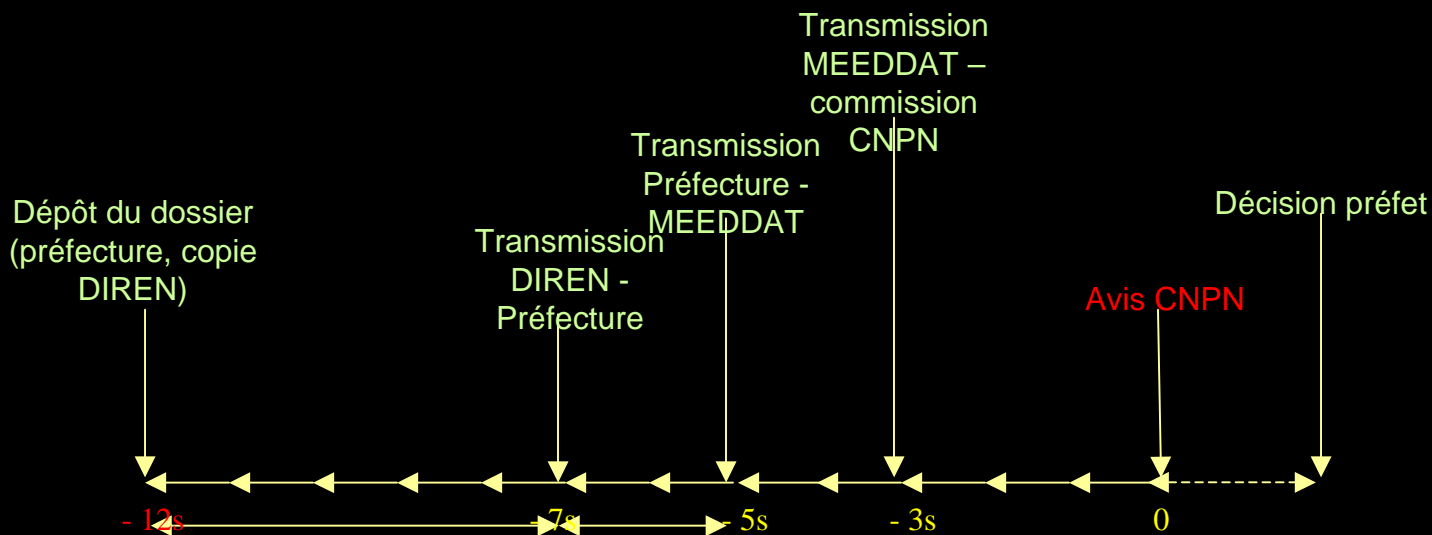 Transmission
MEEDDAT –
commission
CNPN
Transmission
Préfecture -
MEEDDAT
Dépôt du dossier
(préfecture, copie
DIREN)
Transmission
DIREN -
Préfecture
Décision préfet
Avis CNPN
- 12s
- 7s
- 5s
- 3s
0